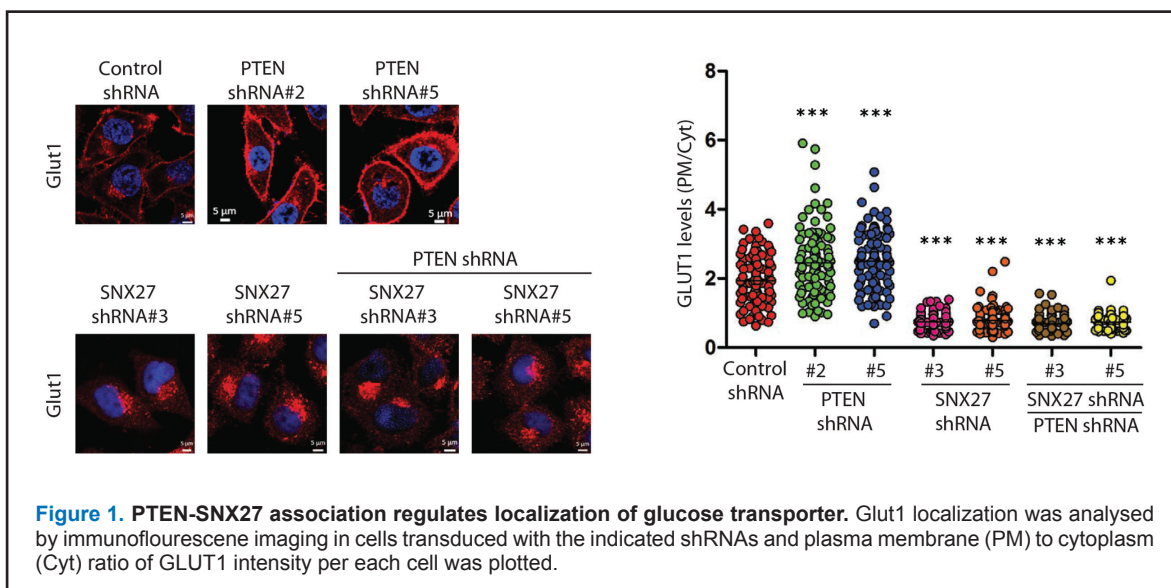 Control
shRNA
PTEN
shRNA#2
PTEN
shRNA#5
Glut1
5 µm
5 µm
5 µm
PTEN shRNA
SNX27
shRNA#3
SNX27
shRNA#5
SNX27
shRNA#3
SNX27
shRNA#5
Glut1
5 µm
5 µm
5 µm
5 µm
GLUT1 levels (PM/Cyt)
8
6
4
2
0
*** *** *** *** *** ***
Control
shRNA
#2 #5 #3 #5 #3 #5
PTEN
shRNA
SNX27
shRNA
SNX27 shRNA
PTEN shRNA
Figure 1. PTEN-SNX27 association regulates localization of glucose transporter. Glut1 localization was analysed
by immunoflourescene imaging in cells transduced with the indicated shRNAs and plasma membrane (PM) to cytoplasm
(Cyt) ratio of GLUT1 intensity per each cell was plotted.